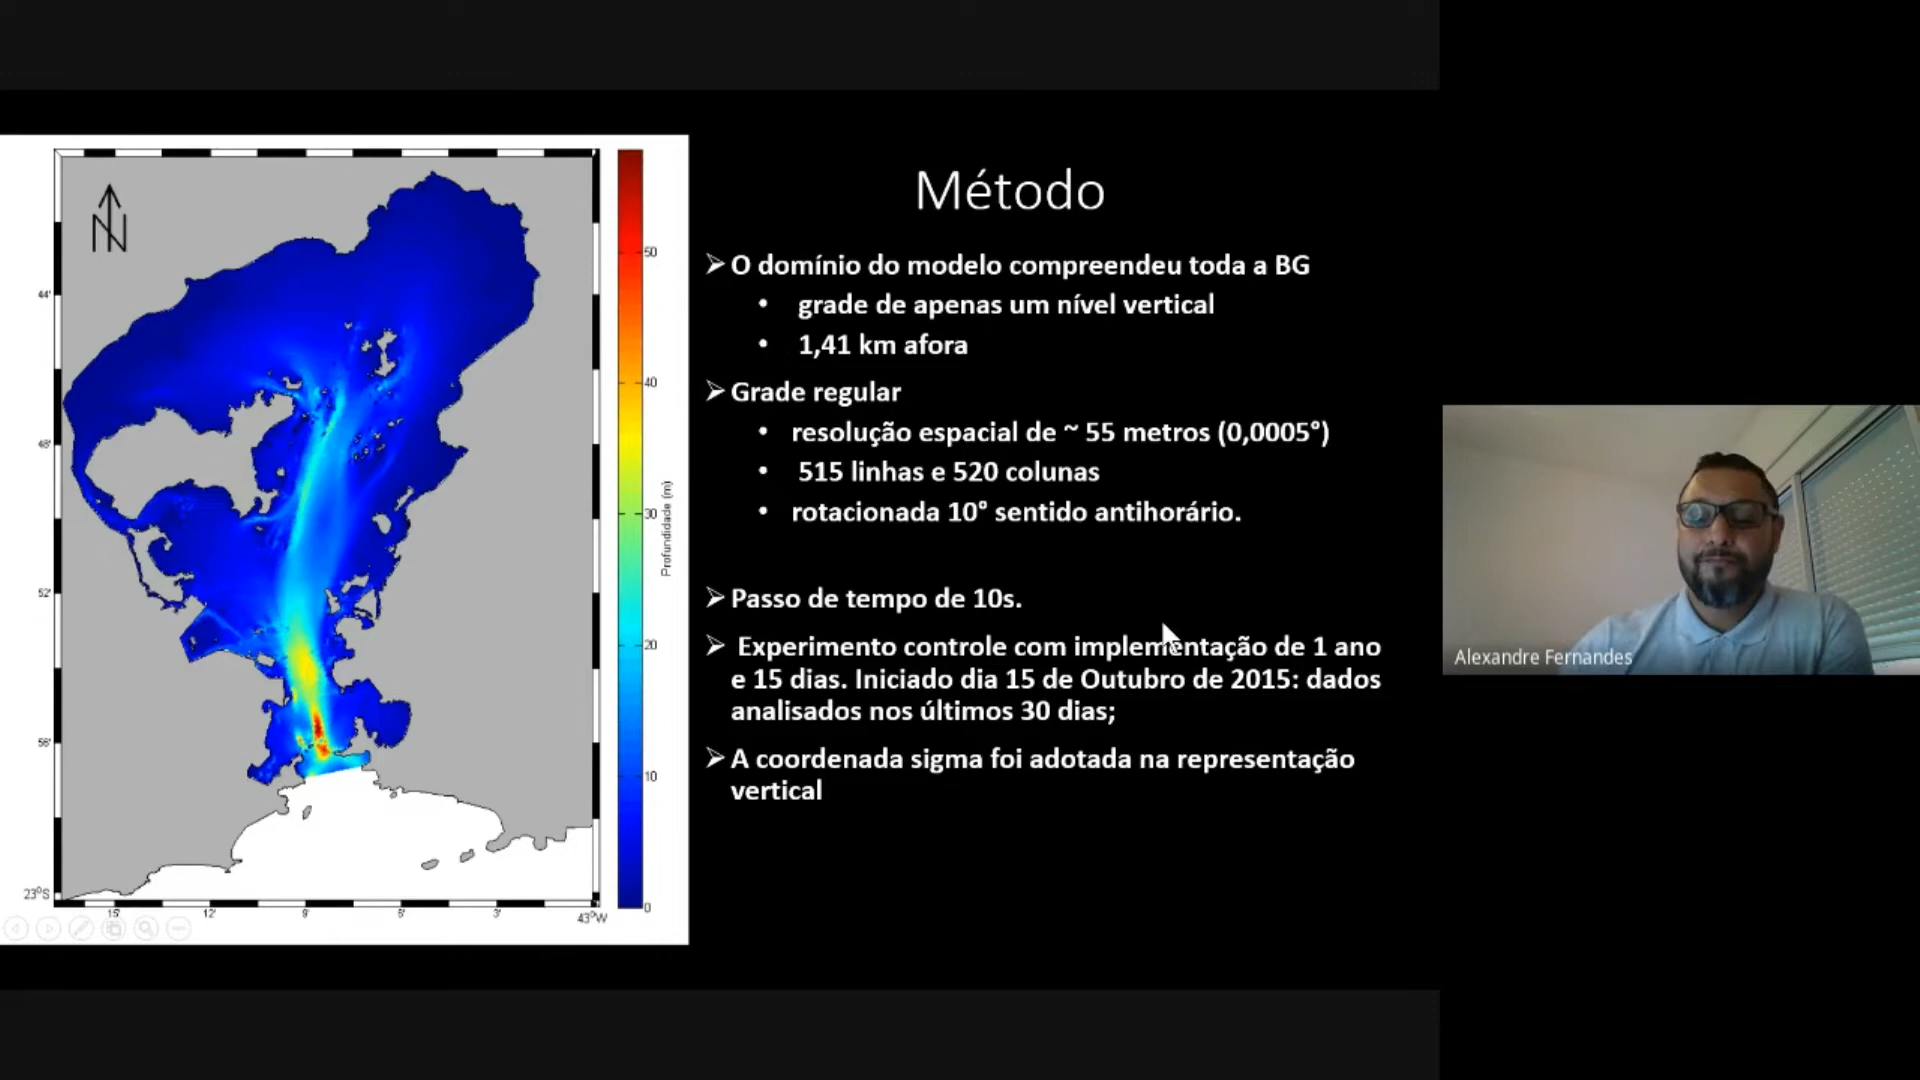 N
44'
48'
52'
56'
23°S
15'
12'
9'
6'
3'
43°W
50
40
30
20
10
0
Profundidade (m)
Método
➢ O domínio do modelo compreendeu toda a BG
• grade de apenas um nível vertical
• 1,41 km afora
➢ Grade regular
• resolução espacial de ~ 55 metros (0,0005°)
• 515 linhas e 520 colunas
• rotacionada 10° sentido antihorário.
➢ Passo de tempo de 10s.
➢ Experimento controle com implementação de 1 ano
e 15 dias. Iniciado dia 15 de Outubro de 2015: dados
analisados nos últimos 30 dias;
➢ A coordenada sigma foi adotada na representação
vertical
Alexandre Fernandes